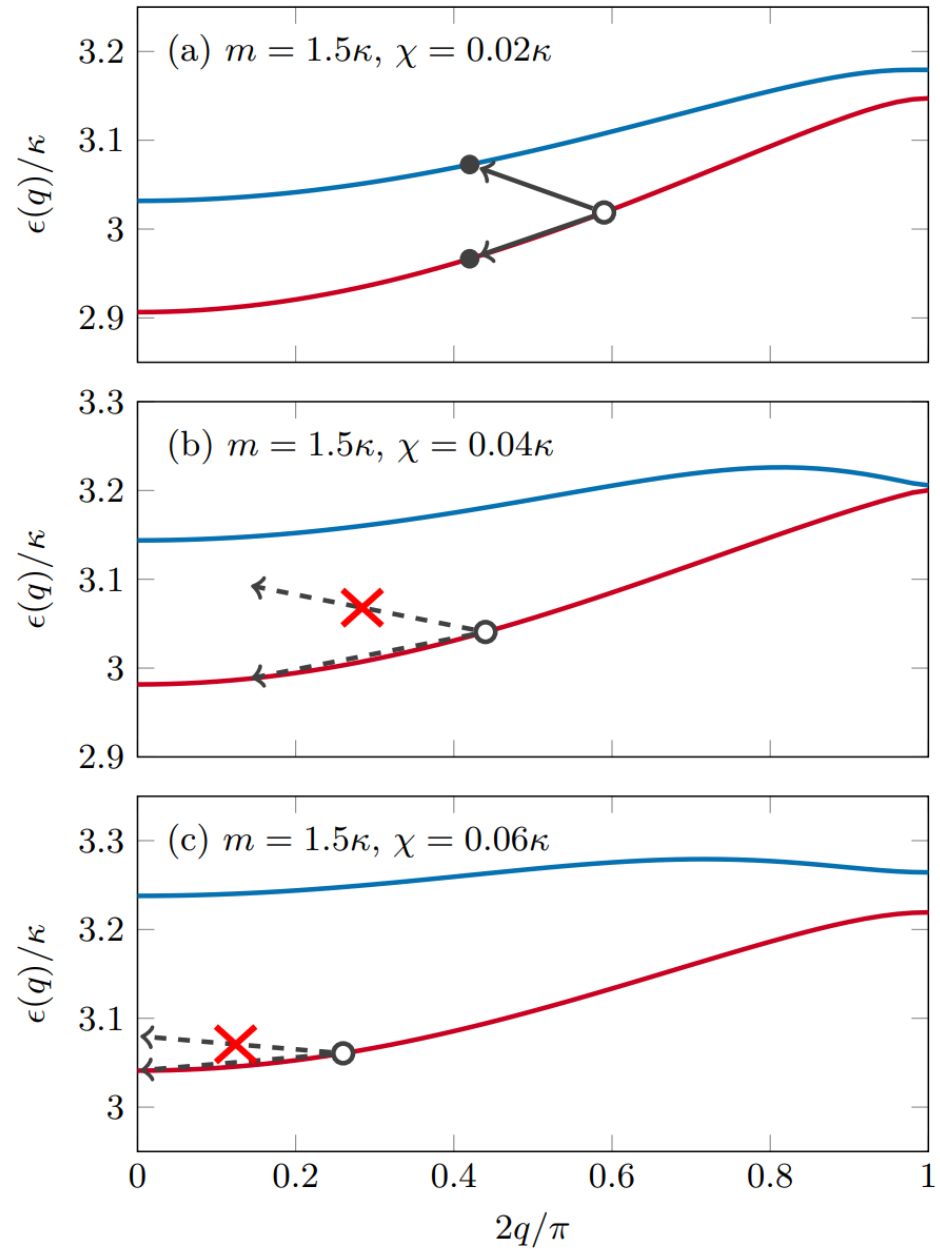 (a) m = 1.5κ, χ = 0.02κ
3.2
3.1
3
2.9
ϵ(q)/κ
(b) m = 1.5κ, χ = 0.04κ
3.3
3.2
3.1
3
2.9
ϵ(q)/κ
(c) m = 1.5κ, χ = 0.06κ
3.3
3.2
3.1
3
ϵ(q)/κ
0 0.2 0.4 0.6 0.8 1
2q/π